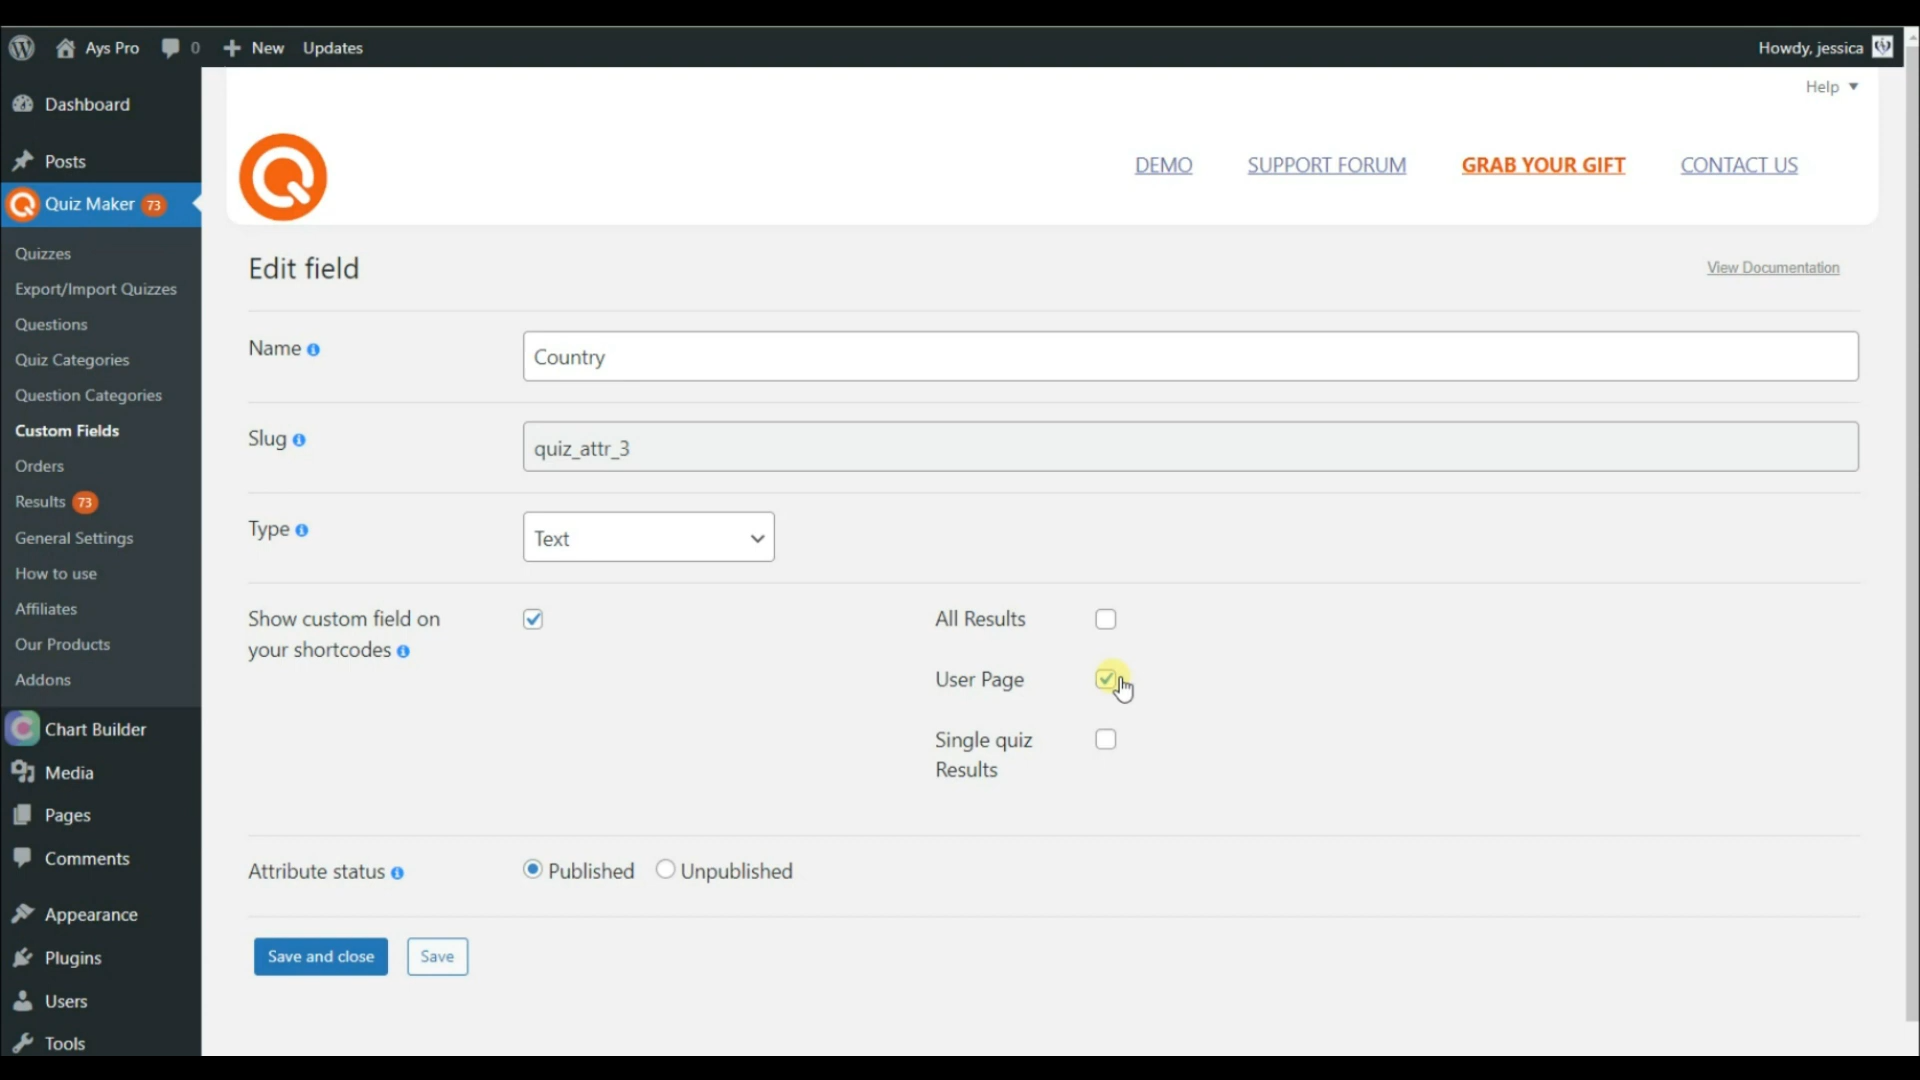 Ays Pro 0 New Updates Howdy, jessica
Help
Dashboard
Posts
Quiz Maker 73
Quizzes
Export/Import Quizzes
Questions
Quiz Categories
Question Categories
Custom Fields
Orders
Results 73
General Settings
How to use
Affiliates
Our Products
Addons
Chart Builder
Media
Pages
Comments
Appearance
Plugins
Users
Tools
DEMO SUPPORT FORUM GRAB YOUR GIFT CONTACT US
Edit field View Documentation
Name Country
Slug quiz_attr_3
Type Text
Show custom field on
your shortcodes
All Results
User Page
Single quiz
Results
Attribute status Published Unpublished
Save and close Save